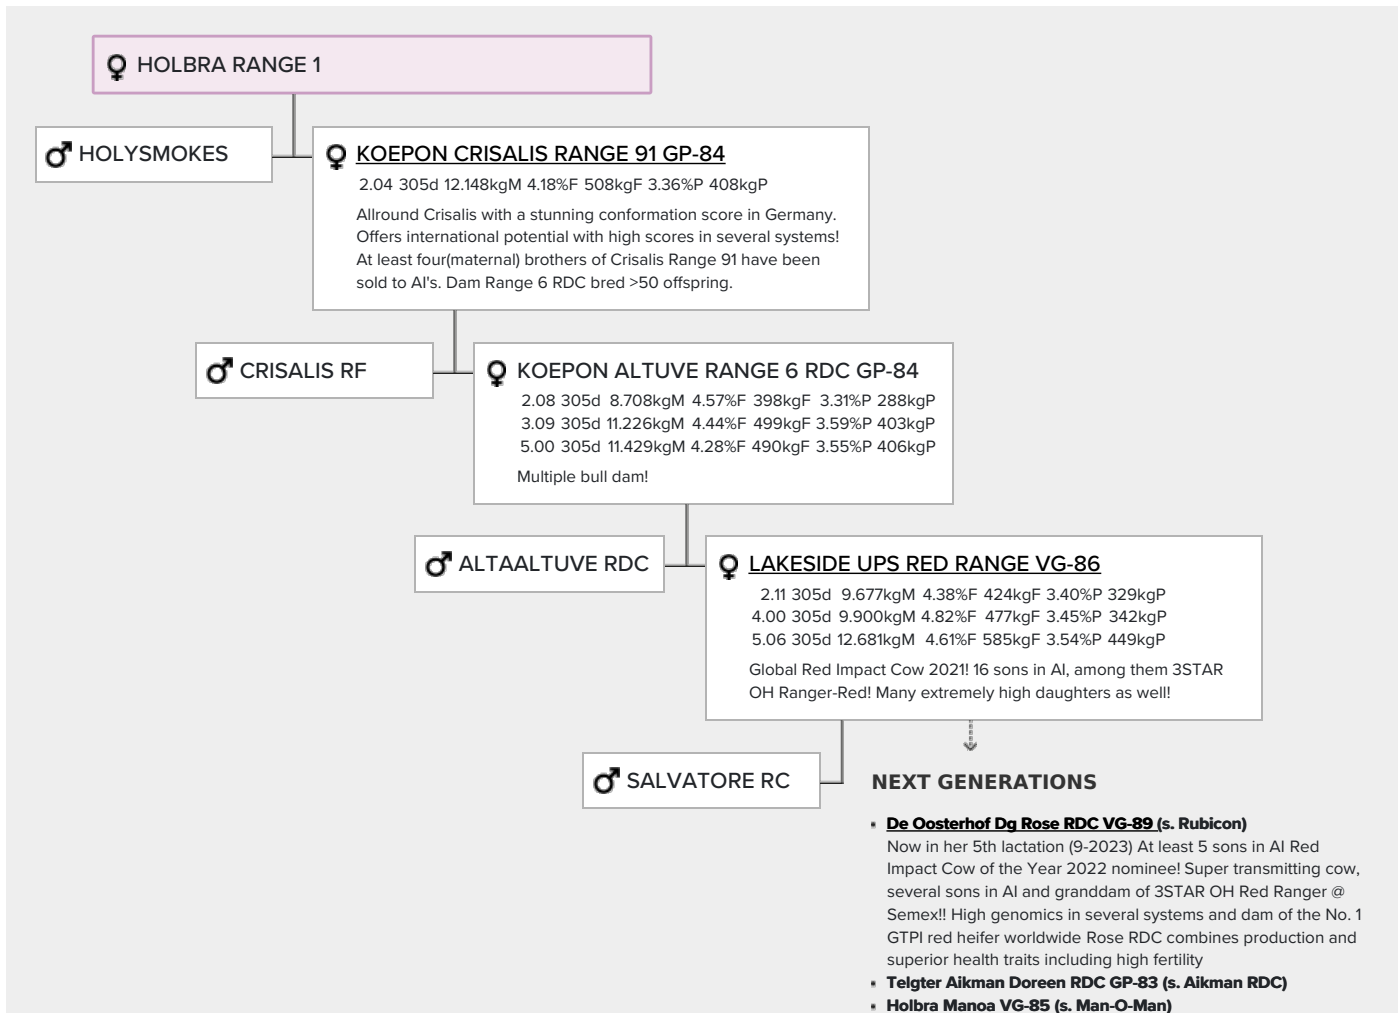 HOLBRA RANGE 1
HOLYSMOKES
KOEPON CRISALIS RANGE 91 GP-84
2.04 305d 12.148kgM 4.18%F 508kgF 3.36%P 408kgP
Allround Crisalis with a stunning conformation score in Germany.
Offers international potential with high scores in several systems!
At least four(maternal) brothers of Crisalis Range 91 have been
sold to AI's. Dam Range 6 RDC bred >50 offspring.
CRISALIS RF
KOEPON ALTUVE RANGE 6 RDC GP-84
2.08 305d 8.708kgM 4.57%F 398kgF 3.31%P 288kgP
3.09 305d 11.226kgM 4.44%F 499kgF 3.59%P 403kgP
5.00 305d 11.429kgM 4.28%F 490kgF 3.55%P 406kgP
Multiple bull dam!
ALTAALTUVE RDC
LAKESIDE UPS RED RANGE VG-86
2.11 305d 9.677kgM 4.38%F 424kgF 3.40%P 329kgP
4.00 305d 9.900kgM 4.82%F 477kgF 3.45%P 342kgP
5.06 305d 12.681kgM 4.61%F 585kgF 3.54%P 449kgP
Global Red Impact Cow 2021! 16 sons in AI, among them 3STAR
OH Ranger-Red! Many extremely high daughters as well!
SALVATORE RC
NEXT GENERATIONS
De Oosterhof Dg Rose RDC VG-89 (s. Rubicon)
Now in her 5th lactation (9-2023) At least 5 sons in AI Red
Impact Cow of the Year 2022 nominee! Super transmitting cow,
several sons in AI and granddam of 3STAR OH Red Ranger @
Semex!! High genomics in several systems and dam of the No. 1
GTPI red heifer worldwide Rose RDC combines production and
superior health traits including high fertility
Telgter Aikman Doreen RDC GP-83 (s. Aikman RDC)
Holbra Manoa VG-85 (s. Man-O-Man)